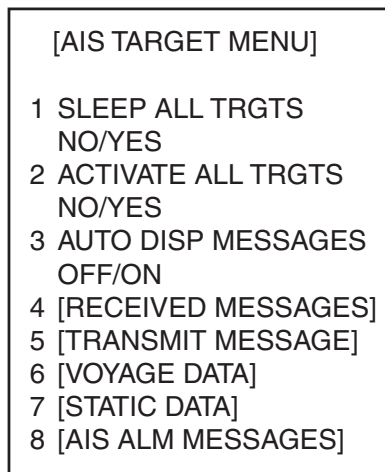 [AIS TARGET MENU]
1 SLEEP ALL TRGTS
NO/YES
2 ACTIVATE ALL TRGTS
NO/YES
3 AUTO DISP MESSAGES
OFF/ON
4 [RECEIVED MESSAGES]
5 [TRANSMIT MESSAGE]
6 [VOYAGE DATA]
7 [STATIC DATA]
8 [AIS ALM MESSAGES]